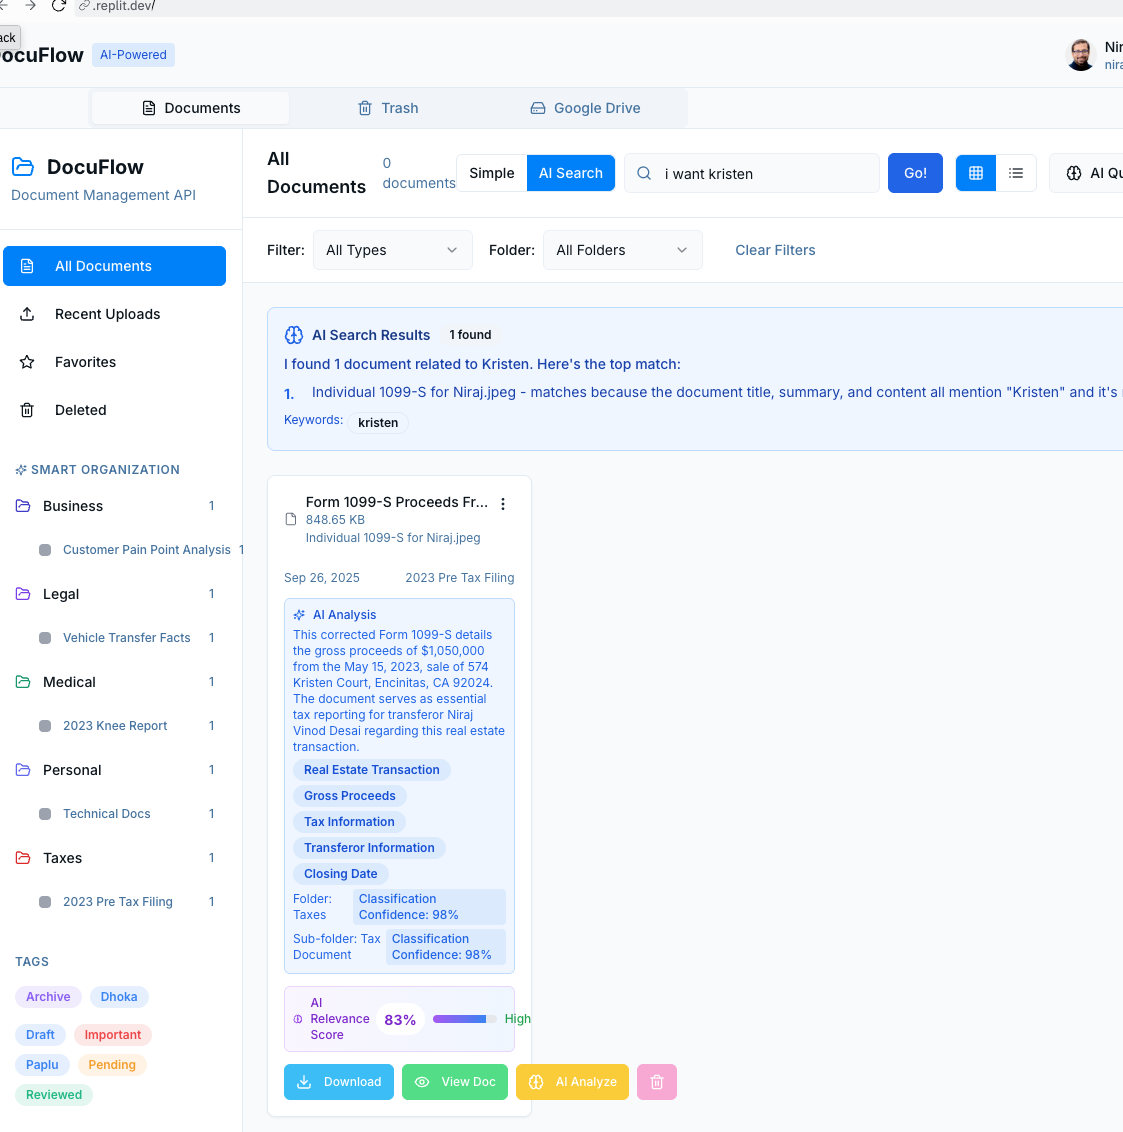 .replit.dev/
ack
ocuFlow AI-Powered
Nir
nira
Documents Trash Google Drive
DocuFlow
Document Management API
All Documents
Recent Uploads
Favorites
Deleted
SMART ORGANIZATION
Business 1
Customer Pain Point Analysis 1
Legal 1
Vehicle Transfer Facts 1
Medical 1
2023 Knee Report 1
Personal 1
Technical Docs 1
Taxes 1
2023 Pre Tax Filing 1
TAGS
Archive Dhoka
Draft Important
Paplu Pending
Reviewed
All
Documents
0
documents
Simple AI Search i want kristen Go! AI Qu
Filter: All Types Folder: All Folders Clear Filters
AI Search Results 1 found
I found 1 document related to Kristen. Here's the top match:
1. Individual 1099-S for Niraj.jpeg - matches because the document title, summary, and content all mention "Kristen" and it's
Keywords: kristen
Form 1099-S Proceeds Fr...
848.65 KB
Individual 1099-S for Niraj.jpeg
Sep 26, 2025 2023 Pre Tax Filing
AI Analysis
This corrected Form 1099-S details
the gross proceeds of $1,050,000
from the May 15, 2023, sale of 574
Kristen Court, Encinitas, CA 92024.
The document serves as essential
tax reporting for transferor Niraj
Vinod Desai regarding this real estate
transaction.
Real Estate Transaction
Gross Proceeds
Tax Information
Transferor Information
Closing Date
Folder:
Taxes
Classification
Confidence: 98%
Sub-folder: Tax
Document
Classification
Confidence: 98%
AI
Relevance
Score
83% High
Download View Doc AI Analyze